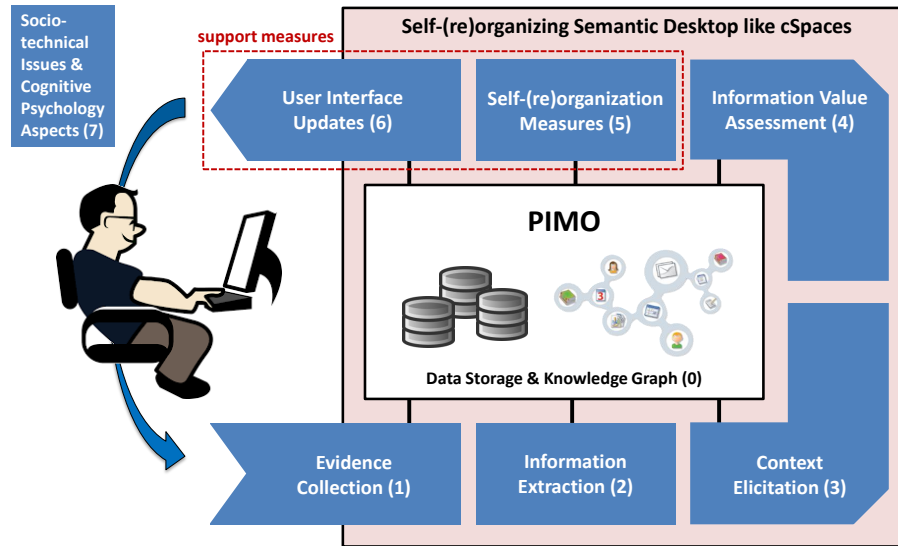 Socio-
technical
Issues &
Cognitive
Psychology
Aspects (7)
Self-(re)organizing Semantic Desktop like cSpaces
support measures
User Interface
Updates (6)
Self-(re)organization
Measures (5)
Information Value
Assessment (4)
PIMO
3
Data Storage & Knowledge Graph (0)
Evidence
Collection (1)
Information
Extraction (2)
Context
Elicitation (3)